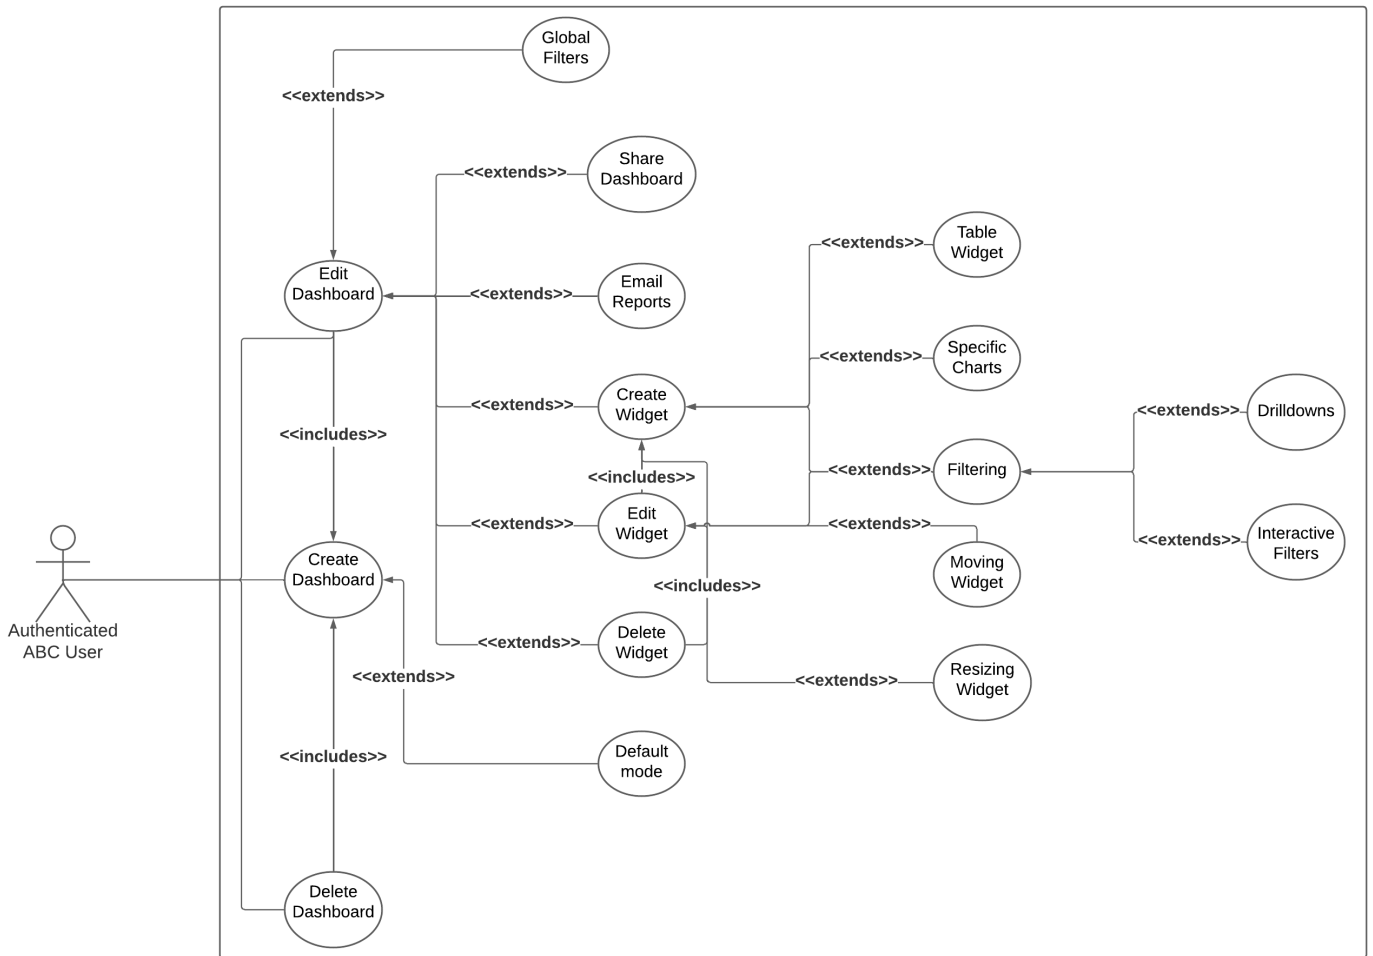 Global
Filters
<<extends>>
Share
Dashboard
<<extends>>
Table
Widget
<<extends>>
Edit
Dashboard
Email
Reports
<<extends>>
Specific
Charts
<<extends>>
Create
Widget
<<extends>>
Drilldowns
<<extends>>
<<includes>>
Filtering
<<extends>>
<<includes>>
Edit
Widget
<<extends>>
<<extends>>
Interactive
Filters
<<extends>>
Create
Dashboard
Moving
Widget
<<includes>>
Authenticated
ABC User
Delete
Widget
<<extends>>
Resizing
Widget
<<extends>>
<<extends>>
Default
mode
<<includes>>
Delete
Dashboard